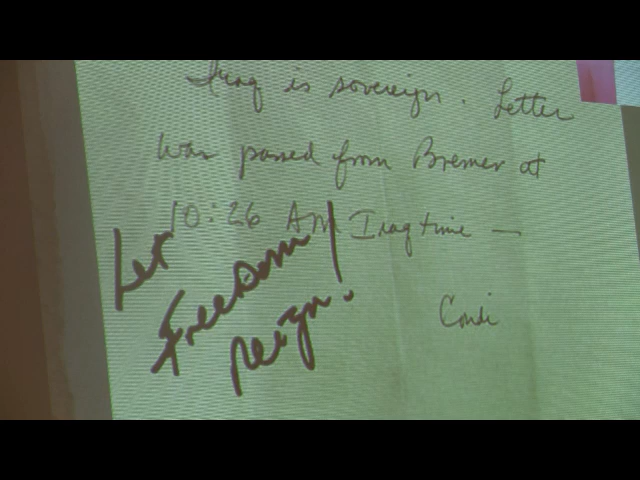 Iraq is sovereign. Letter
was passed from Bremer at
10:26 AM Iraq time —
Condi
Let
Freedom
Reign!